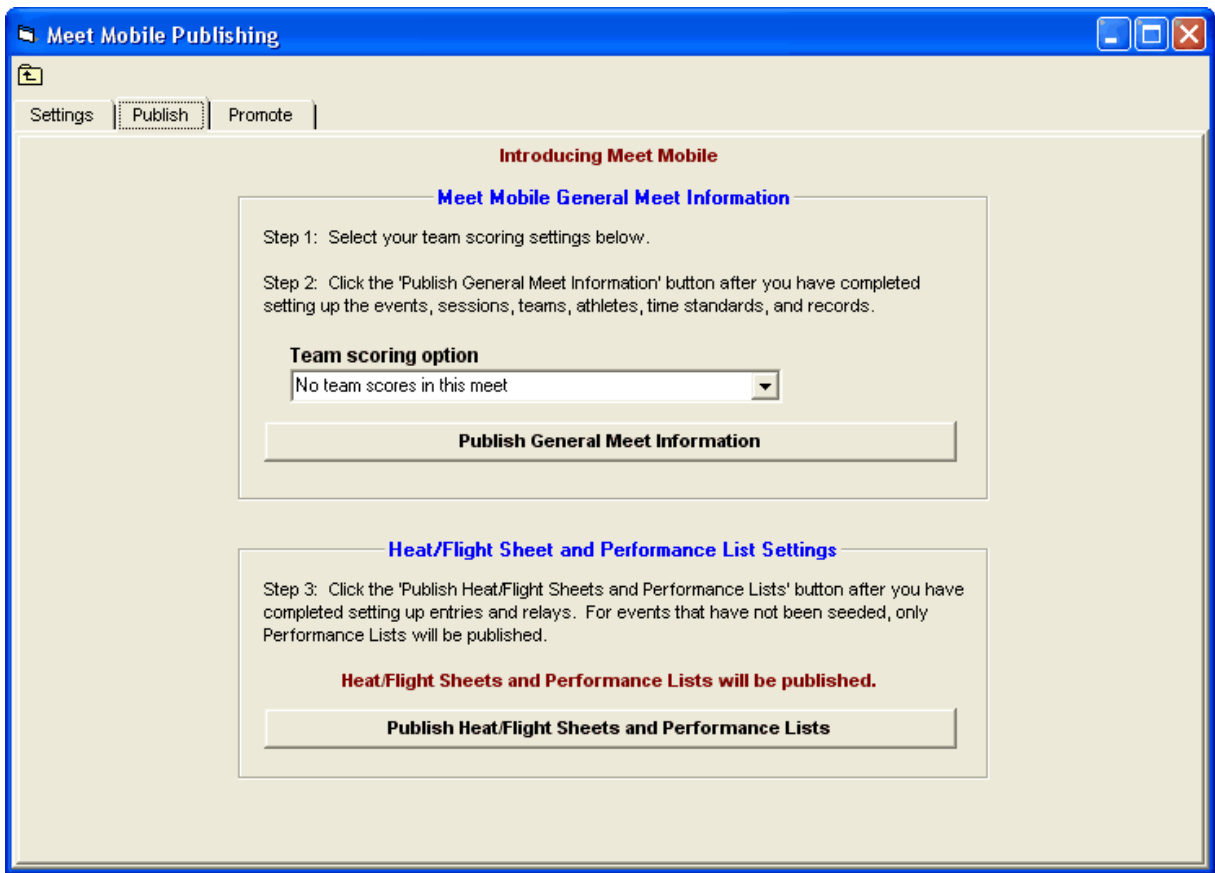 Meet Mobile Publishing
Settings
Publish
Promote
Introducing Meet Mobile
Meet Mobile General Meet Information
Step 1:  Select your team scoring settings below.
Step 2:  Click the 'Publish General Meet Information' button after you have completed
setting up the events, sessions, teams, athletes, time standards, and records.
Team scoring option
No team scores in this meet
Publish General Meet Information
Heat/Flight Sheet and Performance List Settings
Step 3:  Click the 'Publish Heat/Flight Sheets and Performance Lists' button after you have
completed setting up entries and relays.  For events that have not been seeded, only
Performance Lists will be published.
Heat/Flight Sheets and Performance Lists will be published.
Publish Heat/Flight Sheets and Performance Lists